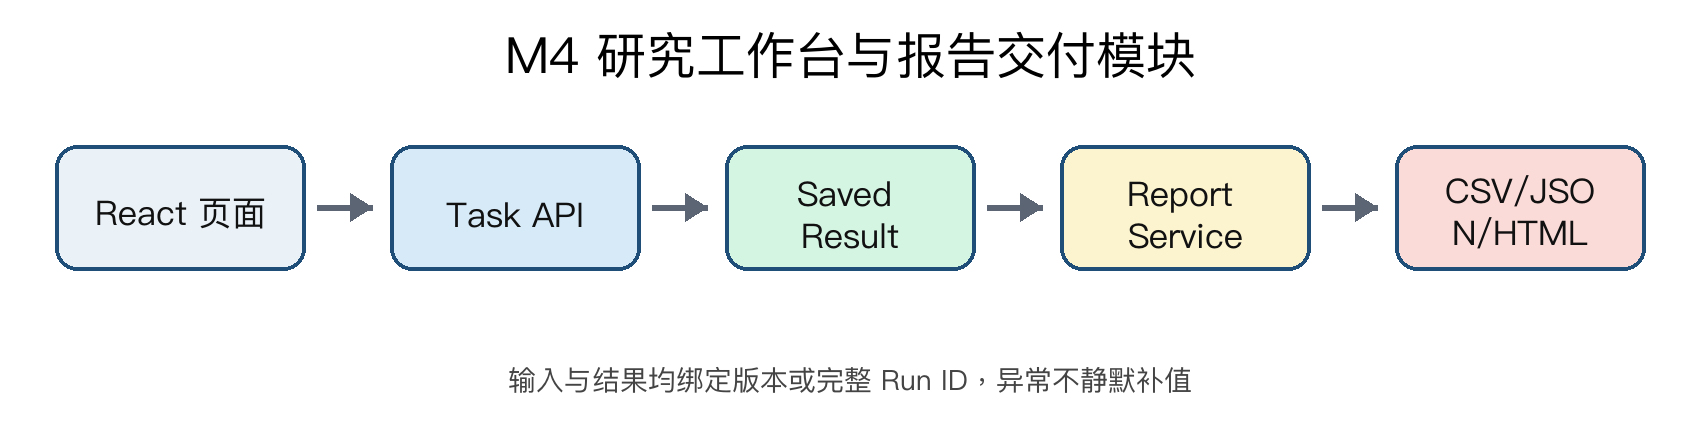 M4 研究工作台与报告交付模块
React 页面
Task API
Saved
Result
Report
Service
CSV/JSO
N/HTML
输入与结果均绑定版本或完整 Run ID，异常不静默补值